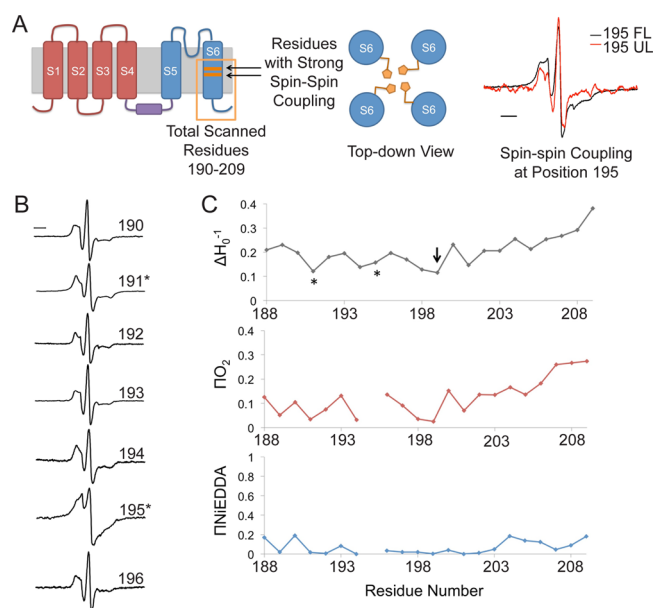 A
S1
S2
S3
S4
S5
S6
Total Scanned
Residues
190-209
Residues
with Strong
Spin-Spin
Coupling
S6
S6
S6
S6
Top-down View
195 FL
195 UL
Spin-spin Coupling
at Position 195
B
190
191*
192
193
194
195*
196
C
ΔH₀⁻¹
0.4
0.3
0.2
0.1
0
*
*
188
193
198
203
208
ΠO₂
0.4
0.3
0.2
0.1
0
188
193
198
203
208
ΠNiEDDA
1
0.8
0.6
0.4
0.2
0
188
193
198
203
208
Residue Number